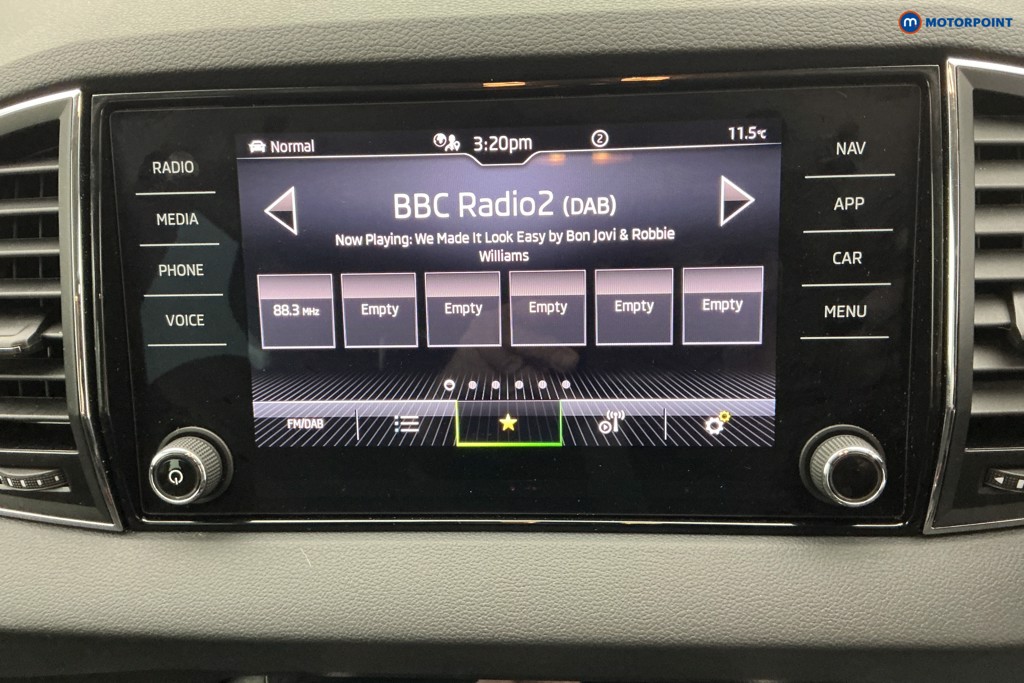 m MOTORPOINT
Normal 3:20pm 2 11.5°C
RADIO
MEDIA
PHONE
VOICE
BBC Radio2 (DAB)
Now Playing: We Made It Look Easy by Bon Jovi & Robbie
Williams
88.3 MHz Empty Empty Empty Empty Empty
FM/DAB
NAV
APP
CAR
MENU